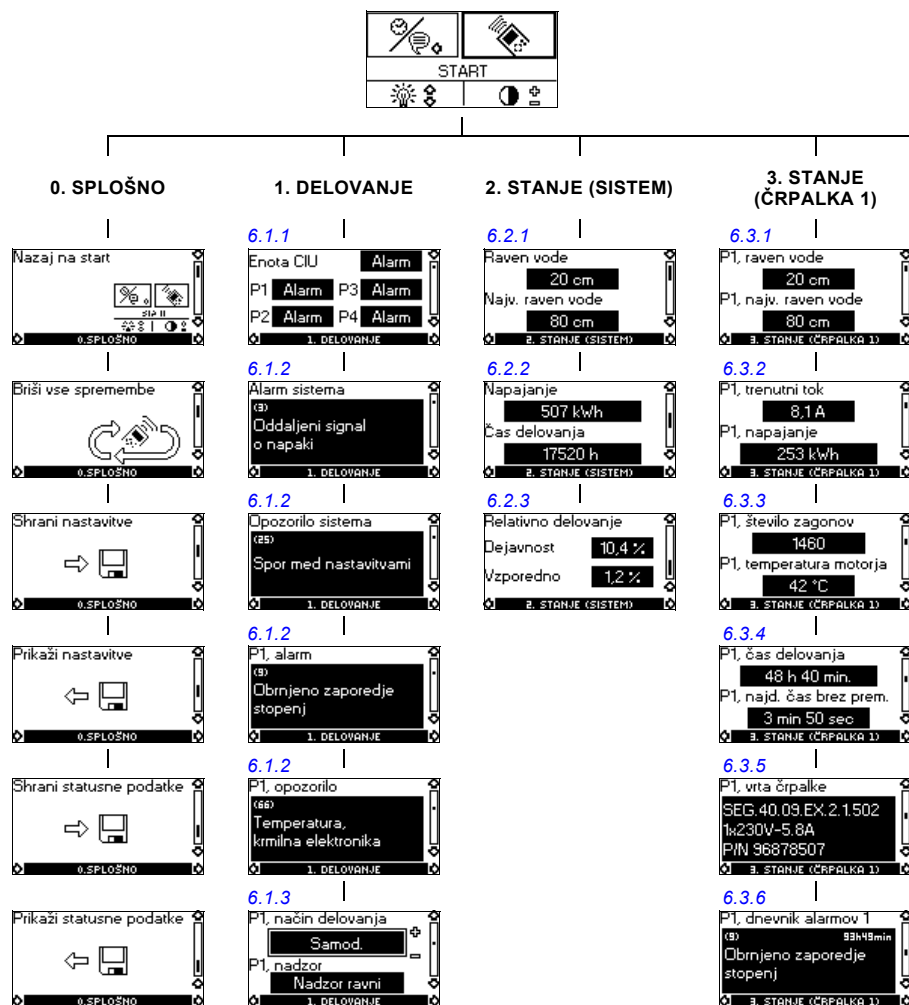 START
0. SPLOŠNO
1. DELOVANJE
2. STANJE (SISTEM)
3. STANJE
(ČRPALKA 1)
Nazaj na start
START
0.SPLOŠNO
Briši vse spremembe
0.SPLOŠNO
Shrani nastavitve
0.SPLOŠNO
Prikaži nastavitve
0.SPLOŠNO
Shrani statusne podatke
0.SPLOŠNO
Prikaži statusne podatke
0.SPLOŠNO
6.1.1
Enota CIU Alarm
P1 Alarm P3 Alarm
P2 Alarm P4 Alarm
1. DELOVANJE
6.1.2
Alarm sistema
(3)
Oddaljeni signal
o napaki
1. DELOVANJE
6.1.2
Opozorilo sistema
(25)
Spor med nastavitvami
1. DELOVANJE
6.1.2
P1, alarm
(9)
Obrnjeno zaporedje
stopenj
1. DELOVANJE
6.1.2
P1, opozorilo
(66)
Temperatura,
krmilna elektronika
1. DELOVANJE
6.1.3
P1, način delovanja
Samod.
P1, nadzor
Nadzor ravni
1. DELOVANJE
6.2.1
Raven vode
20 cm
Najv. raven vode
80 cm
2. STANJE (SISTEM)
6.2.2
Napajanje
507 kWh
Čas delovanja
17520 h
2. STANJE (SISTEM)
6.2.3
Relativno delovanje
Dejavnost 10,4 %
Vzporedno 1,2 %
2. STANJE (SISTEM)
6.3.1
P1, raven vode
20 cm
P1, najv. raven vode
80 cm
3. STANJE (ČRPALKA 1)
6.3.2
P1, trenutni tok
8,1 A
P1, napajanje
253 kWh
3. STANJE (ČRPALKA 1)
6.3.3
P1, število zagonov
1460
P1, temperatura motorja
42 °C
3. STANJE (ČRPALKA 1)
6.3.4
P1, čas delovanja
48 h 40 min.
P1, najd. čas brez prem.
3 min 50 sec
3. STANJE (ČRPALKA 1)
6.3.5
P1, vrta črpalke
SEG.40.09.EX.2.1.502
1x230V-5.8A
P/N 96878507
3. STANJE (ČRPALKA 1)
6.3.6
P1, dnevnik alarmov 1
(9) 93h49min
Obrnjeno zaporedje
stopenj
3. STANJE (ČRPALKA 1)